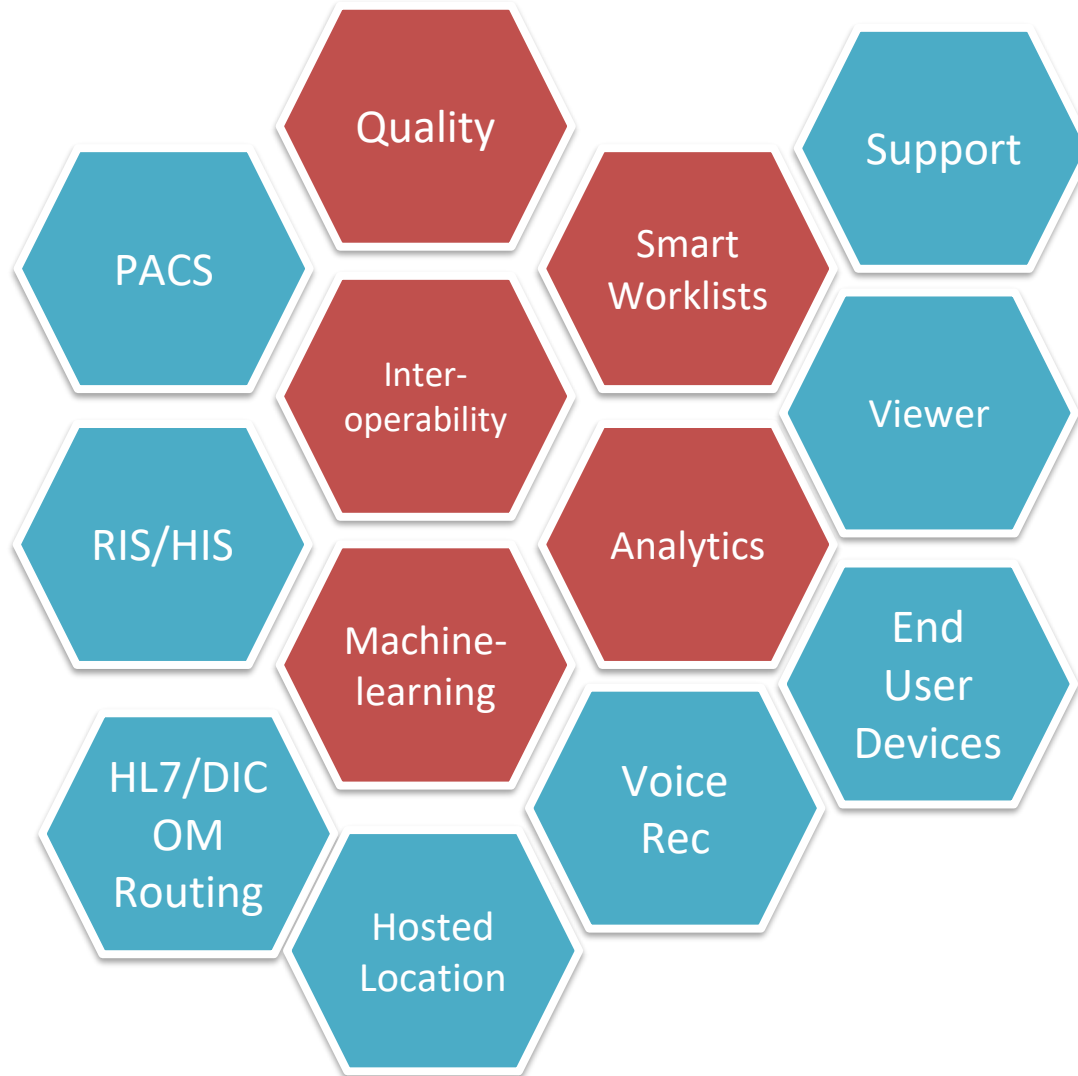 Quality
Support
PACS
Smart
Worklists
Inter-
operability
Viewer
RIS/HIS
Analytics
Machine-
learning
End
User
Devices
HL7/DIC
OM
Routing
Voice
Rec
Hosted
Location